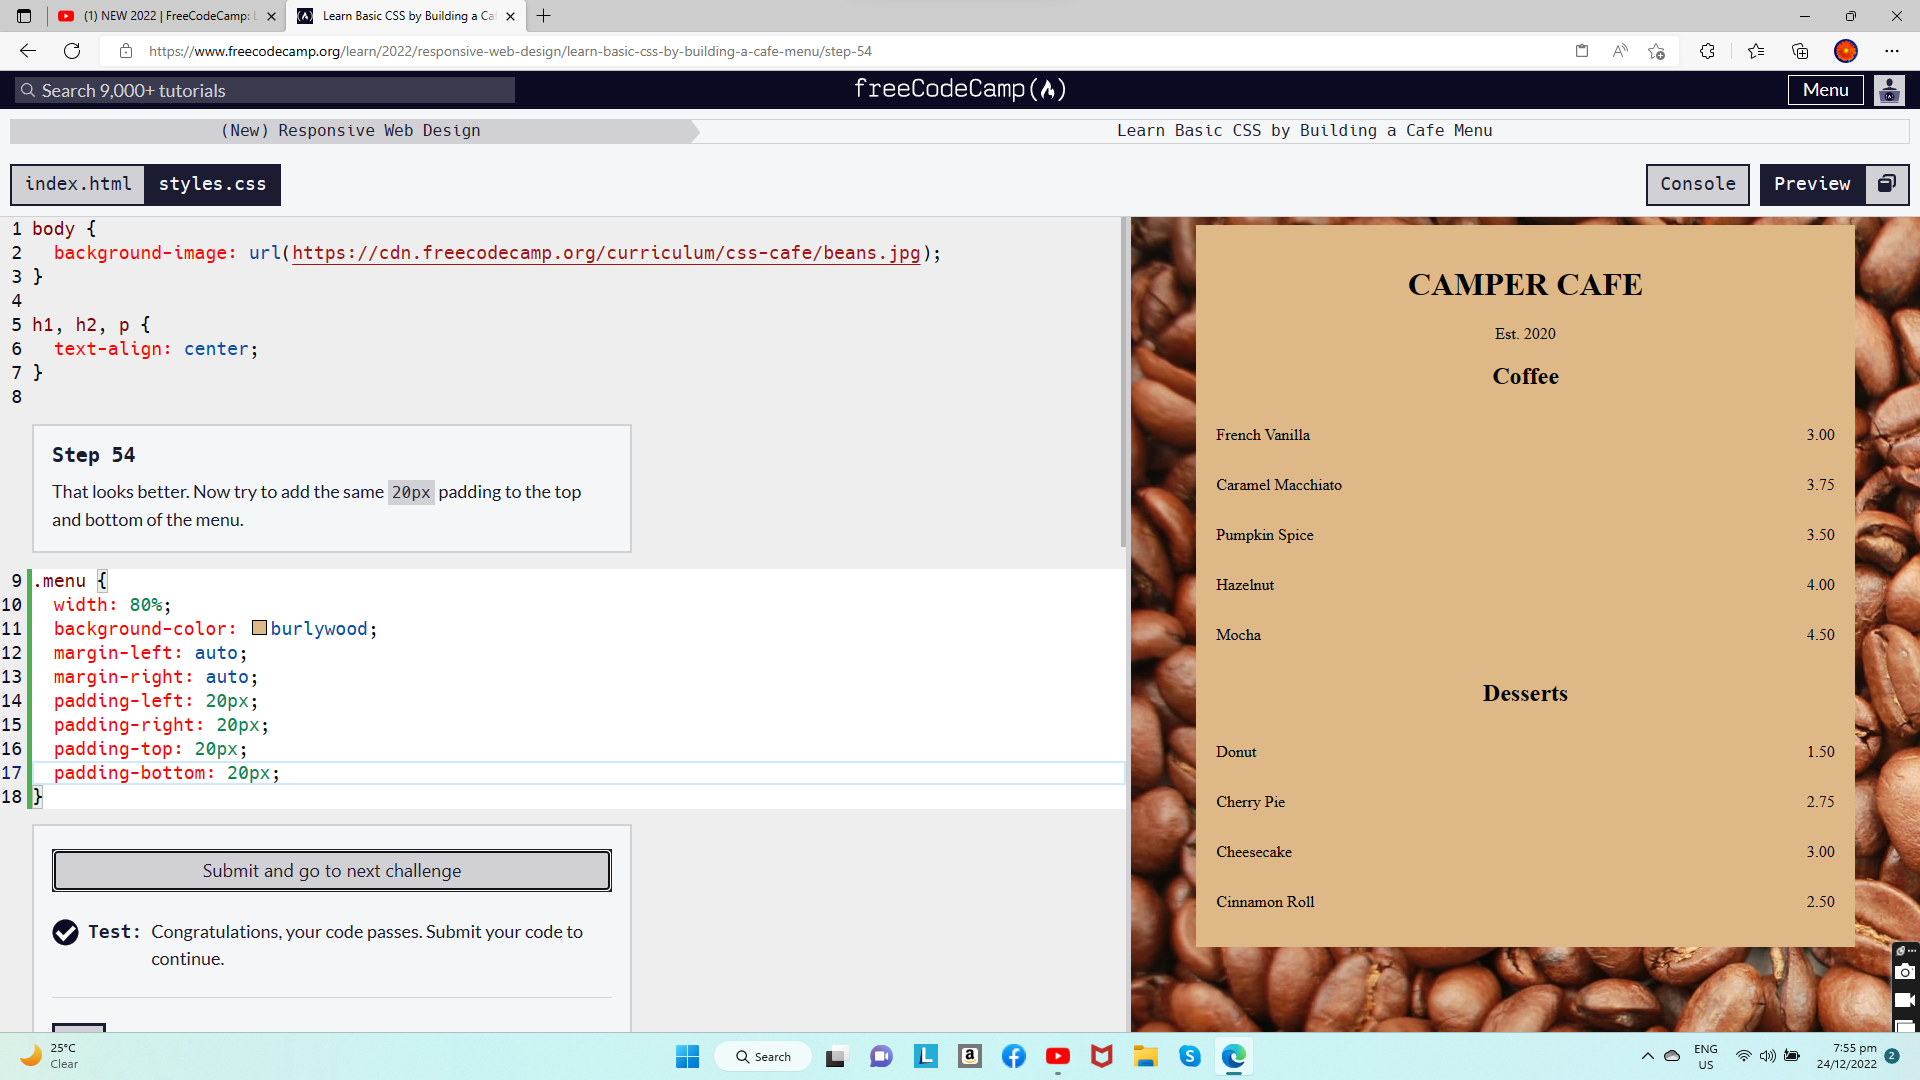 (1) NEW 2022 | FreeCodeCamp:
Learn Basic CSS by Building a Ca
https://www.freecodecamp.org/learn/2022/responsive-web-design/learn-basic-css-by-building-a-cafe-menu/step-54
Search 9,000+ tutorials
freeCodeCamp
Menu
(New) Responsive Web Design
Learn Basic CSS by Building a Cafe Menu
index.html
styles.css
Console
Preview
1 body {
2 background-image: url(https://cdn.freecodecamp.org/curriculum/css-cafe/beans.jpg);
3 }
4
5 h1, h2, p {
6 text-align: center;
7 }
8
Step 54
That looks better. Now try to add the same 20px padding to the top
and bottom of the menu.
9 .menu {
10 width: 80%;
11 background-color: burlywood;
12 margin-left: auto;
13 margin-right: auto;
14 padding-left: 20px;
15 padding-right: 20px;
16 padding-top: 20px;
17 padding-bottom: 20px;
18 }
Submit and go to next challenge
Test: Congratulations, your code passes. Submit your code to
continue.
CAMPER CAFE
Est. 2020
Coffee
French Vanilla 3.00
Caramel Macchiato 3.75
Pumpkin Spice 3.50
Hazelnut 4.00
Mocha 4.50
Desserts
Donut 1.50
Cherry Pie 2.75
Cheesecake 3.00
Cinnamon Roll 2.50
25°C
Clear
Search
ENG
US
7:55 pm
24/12/2022
2